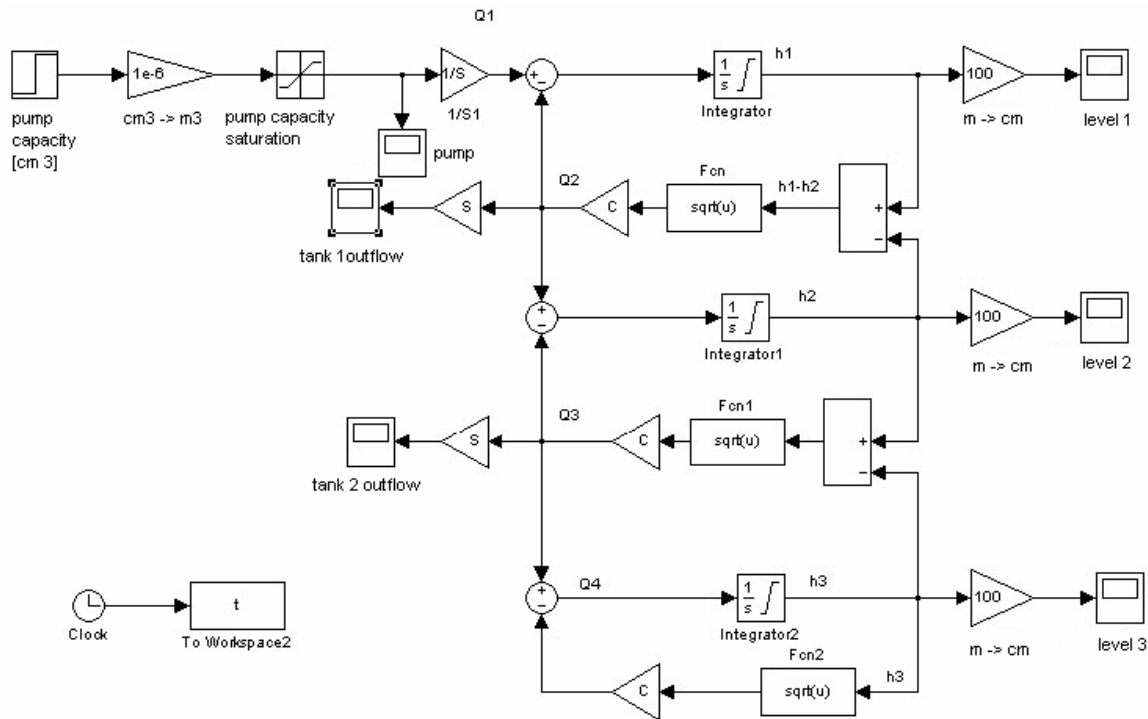 Q1
h1
1e-6
1/S
+
−
1
s
100
cm3 -> m3
pump capacity
saturation
1/S1
Integrator
m -> cm
level 1
pump
capacity
[cm 3]
pump
Q2
Fcn
h1-h2
S
C
sqrt(u)
+
−
tank 1outflow
h2
+
−
1
s
100
Integrator1
m -> cm
level 2
Q3
Fcn1
S
C
sqrt(u)
+
−
tank 2 outflow
Q4
h3
+
−
1
s
100
t
Clock
To Workspace2
Integrator2
m -> cm
level 3
Fcn2
h3
C
sqrt(u)